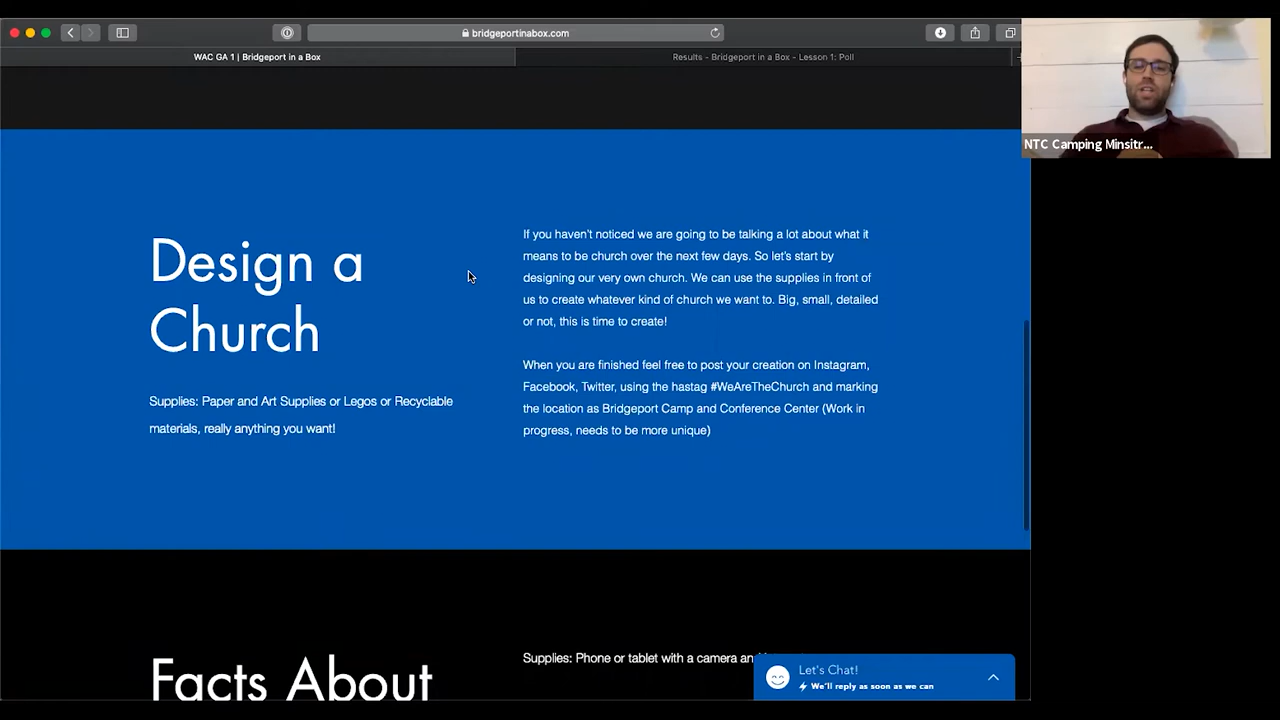 bridgeportinabox.com
WAC GA 1 | Bridgeport in a Box
Results - Bridgeport in a Box - Lesson 1: Poll
NTC Camping Minsitr...
Design a
Church
Supplies: Paper and Art Supplies or Legos or Recyclable
materials, really anything you want!
If you haven't noticed we are going to be talking a lot about what it
means to be church over the next few days. So let's start by
designing our very own church. We can use the supplies in front of
us to create whatever kind of church we want to. Big, small, detailed
or not, this is time to create!
When you are finished feel free to post your creation on Instagram,
Facebook, Twitter, using the hastag #WeAreTheChurch and marking
the location as Bridgeport Camp and Conference Center (Work in
progress, needs to be more unique)
Facts About
Supplies: Phone or tablet with a camera
Let's Chat!
We'll reply as soon as we can